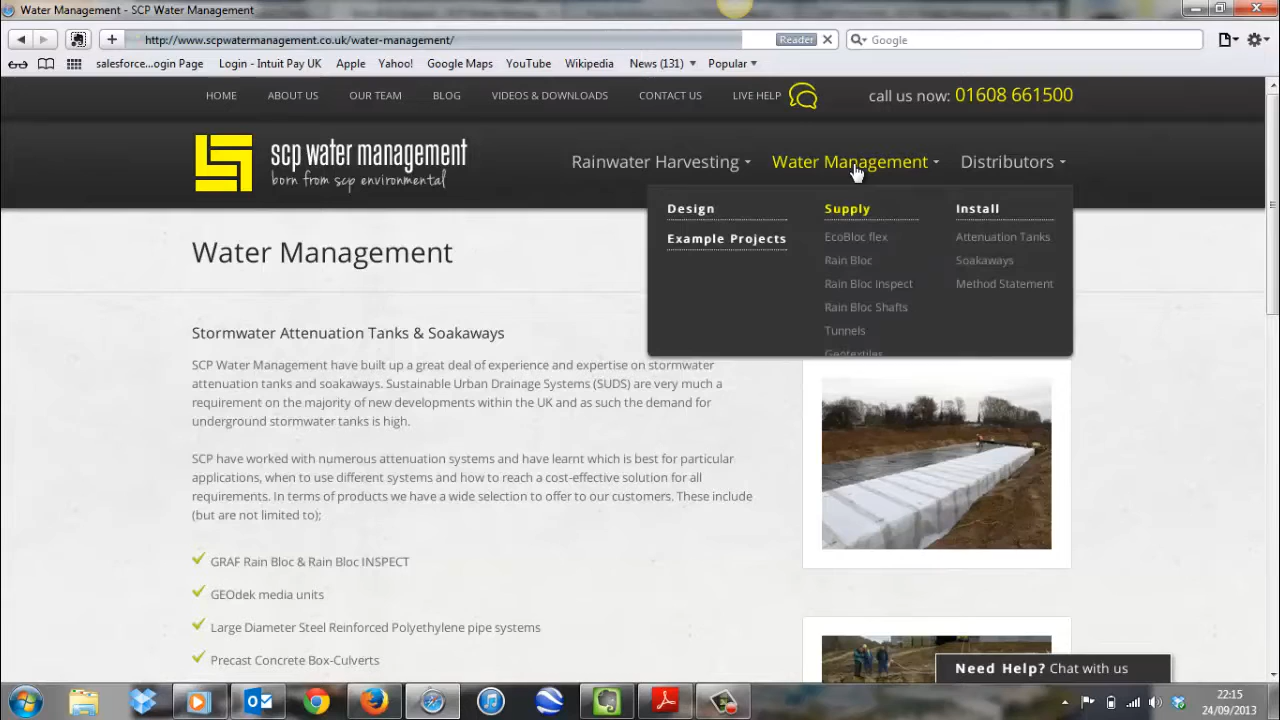 Water Management - SCP Water Management
http://www.scpwatermanagement.co.uk/water-management/
Reader
Google
salesforce...ogin Page Login - Intuit Pay UK Apple Yahoo! Google Maps YouTube Wikipedia News (131) Popular
HOME ABOUT US OUR TEAM BLOG VIDEOS & DOWNLOADS CONTACT US LIVE HELP call us now: 01608 661500
scp water management
born from scp environmental
Rainwater Harvesting Water Management Distributors
Design Supply Install
Example Projects EcoBloc flex Attenuation Tanks
Rain Bloc Soakaways
Rain Bloc Inspect Method Statement
Rain Bloc Shafts
Tunnels
Geotextiles
Water Management
Stormwater Attenuation Tanks & Soakaways
SCP Water Management have built up a great deal of experience and expertise on stormwater
attenuation tanks and soakaways. Sustainable Urban Drainage Systems (SUDS) are very much a
requirement on the majority of new developments within the UK and as such the demand for
underground stormwater tanks is high.
SCP have worked with numerous attenuation systems and have learnt which is best for particular
applications, when to use different systems and how to reach a cost-effective solution for all
requirements. In terms of products we have a wide selection to offer to our customers. These include
(but are not limited to);
GRAF Rain Bloc & Rain Bloc INSPECT
GEOdek media units
Large Diameter Steel Reinforced Polyethylene pipe systems
Precast Concrete Box-Culverts
Need Help? Chat with us
22:15
24/09/2013